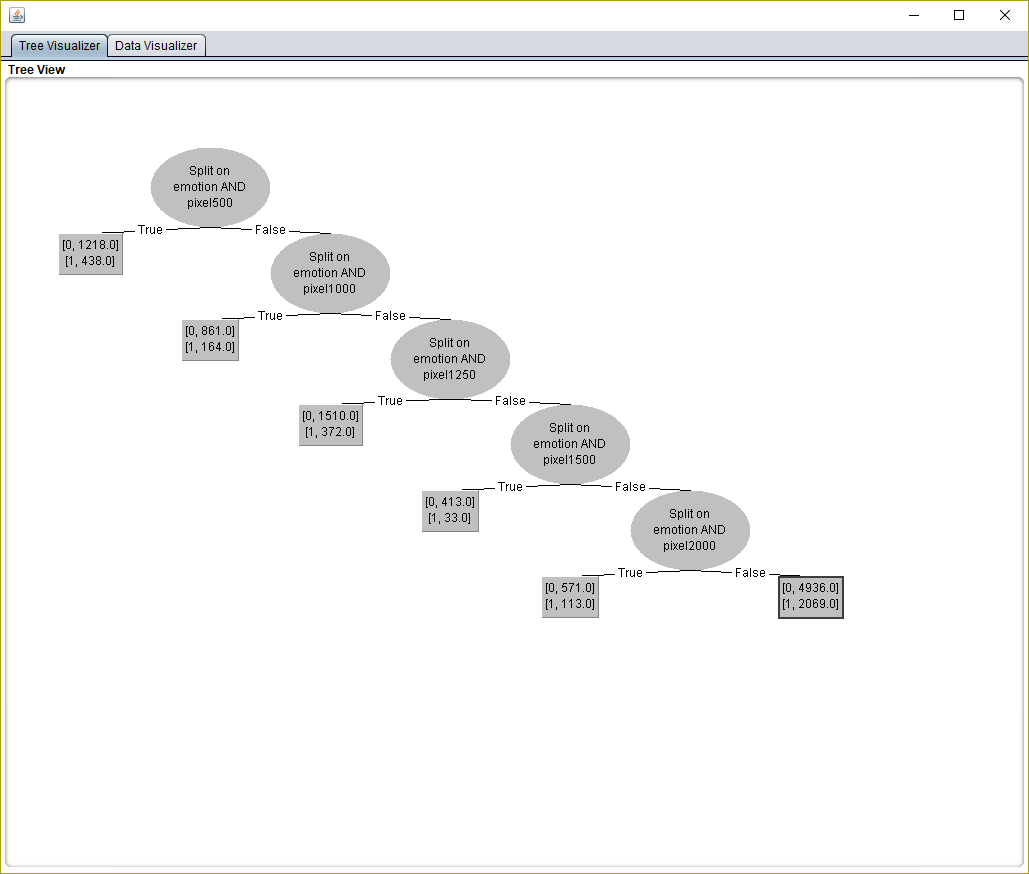 Tree Visualizer
Data Visualizer
Tree View
Split on
emotion AND
pixel500
True
False
[0, 1218.0]
[1, 438.0]
Split on
emotion AND
pixel1000
True
False
[0, 861.0]
[1, 164.0]
Split on
emotion AND
pixel1250
True
False
[0, 1510.0]
[1, 372.0]
Split on
emotion AND
pixel1500
True
False
[0, 413.0]
[1, 33.0]
Split on
emotion AND
pixel2000
True
False
[0, 571.0]
[1, 113.0]
[0, 4936.0]
[1, 2069.0]